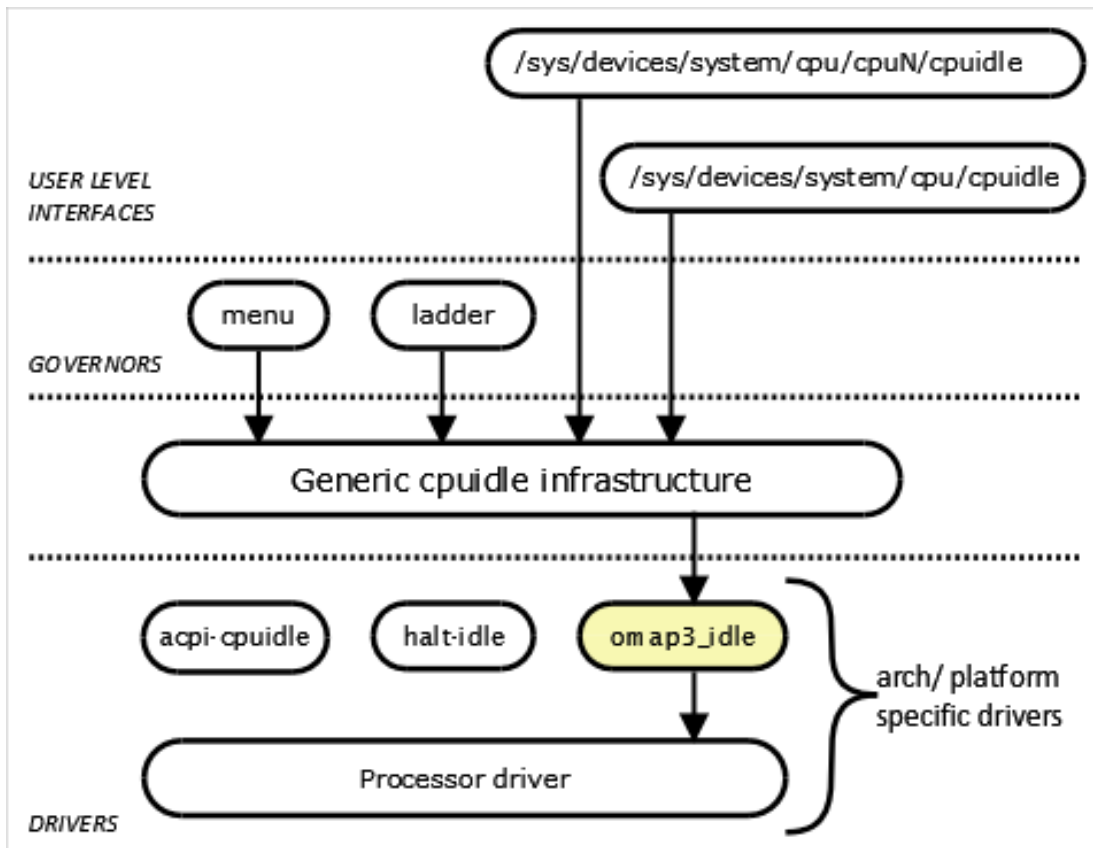 /sys/devices/system/cpu/cpuN/cpuidle
/sys/devices/system/cpu/cpuidle
USER LEVEL
INTERFACES
menu
ladder
GOVERNORS
Generic cpuidle infrastructure
acpi-cpuidle
halt-idle
omap3_idle
arch/ platform
specific drivers
Processor driver
DRIVERS